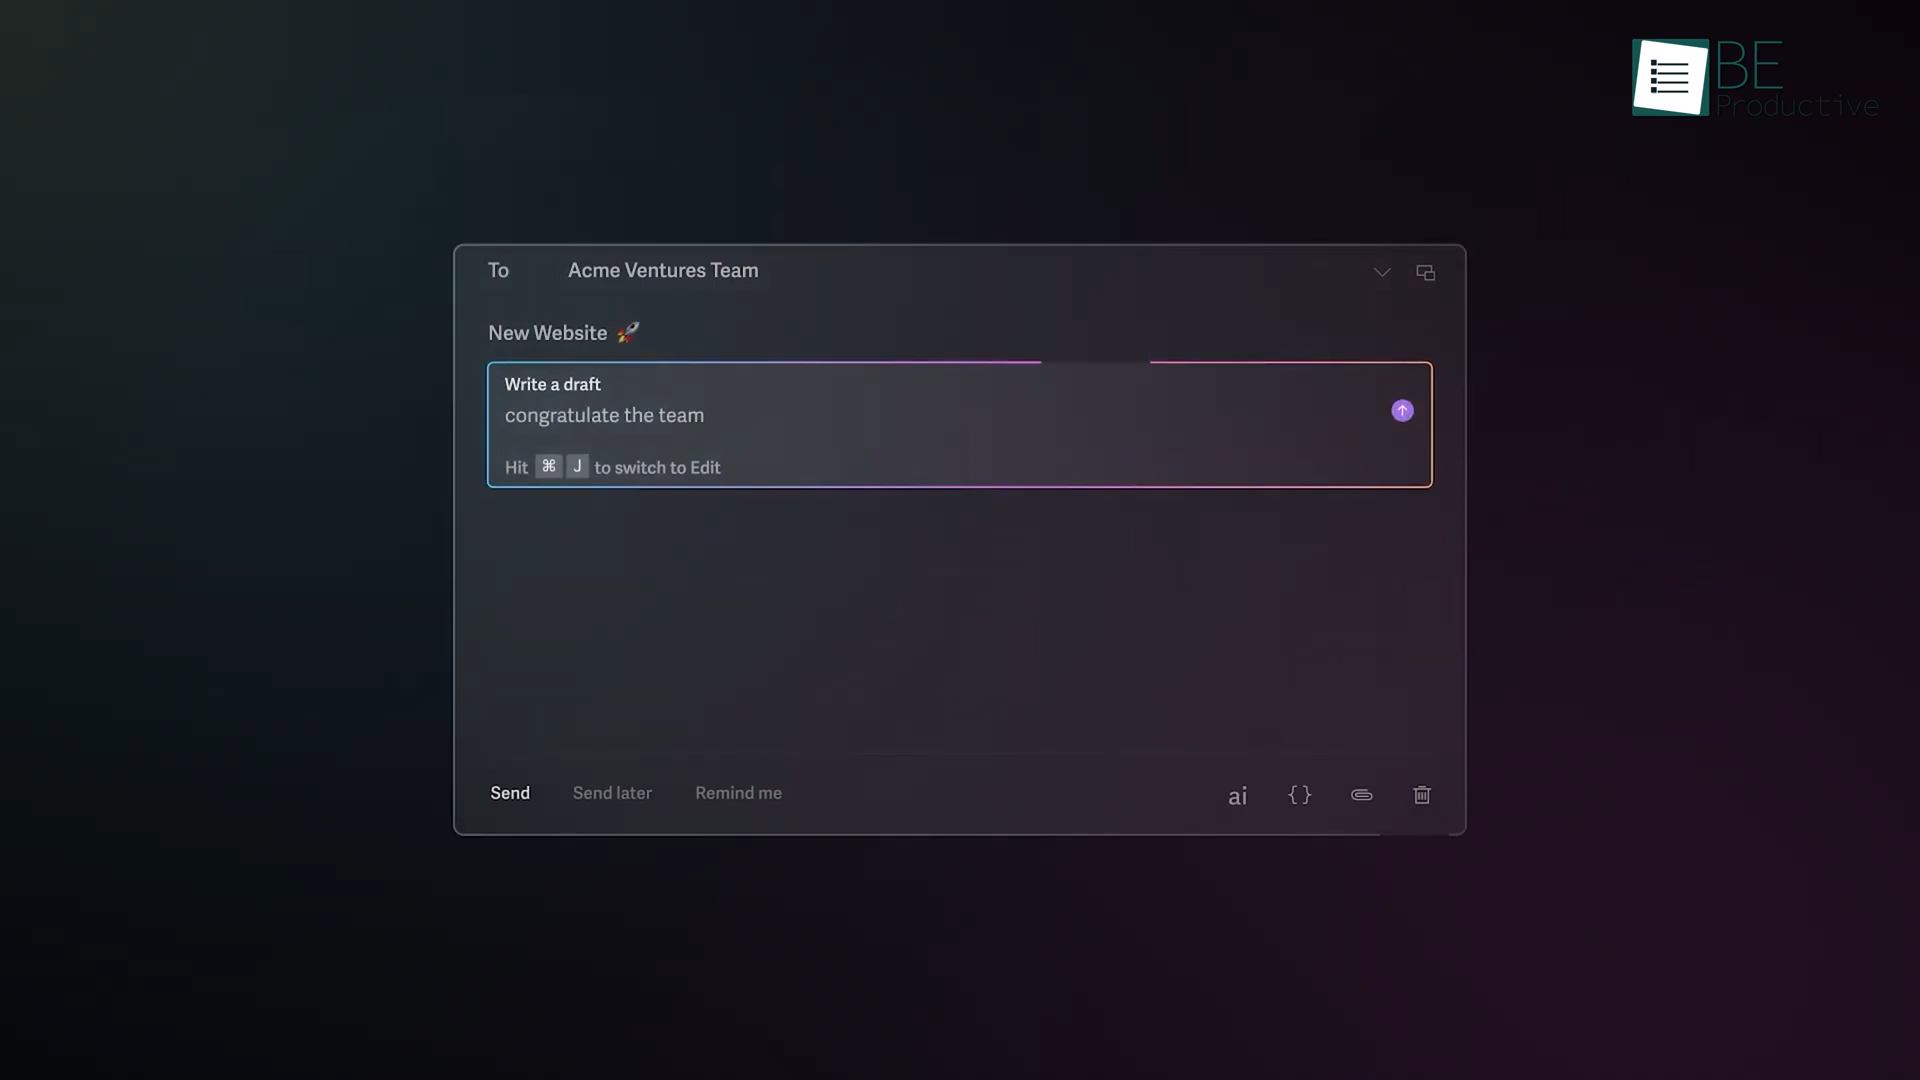 BE
Productive
To Acme Ventures Team
New Website 🚀
Write a draft
congratulate the team
Hit ⌘ J to switch to Edit
Send Send later Remind me ai { }